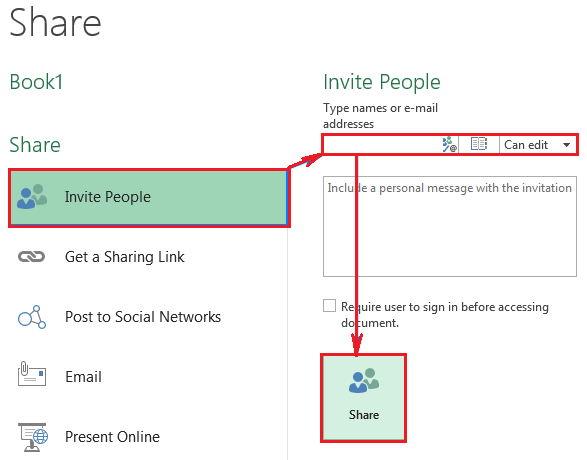 Share
Book1
Share
Invite People
Get a Sharing Link
Post to Social Networks
Email
Present Online
Invite People
Type names or e-mail
addresses
Can edit
Include a personal message with the invitation
Require user to sign in before accessing
document.
Share